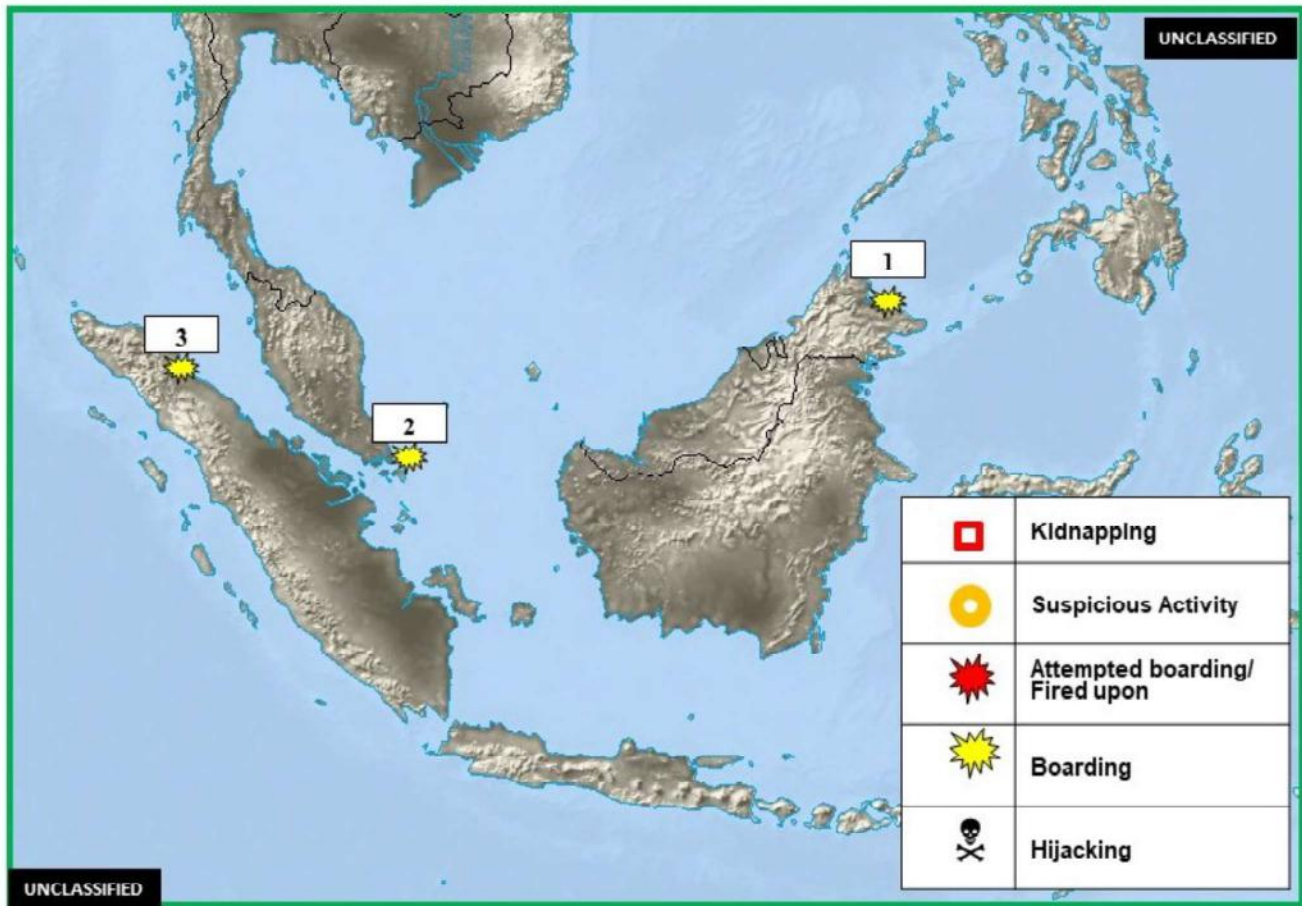 UNCLASSIFIED
1
3
2
Kidnapping
Suspicious Activity
Attempted boarding/
Fired upon
Boarding
Hijacking
UNCLASSIFIED